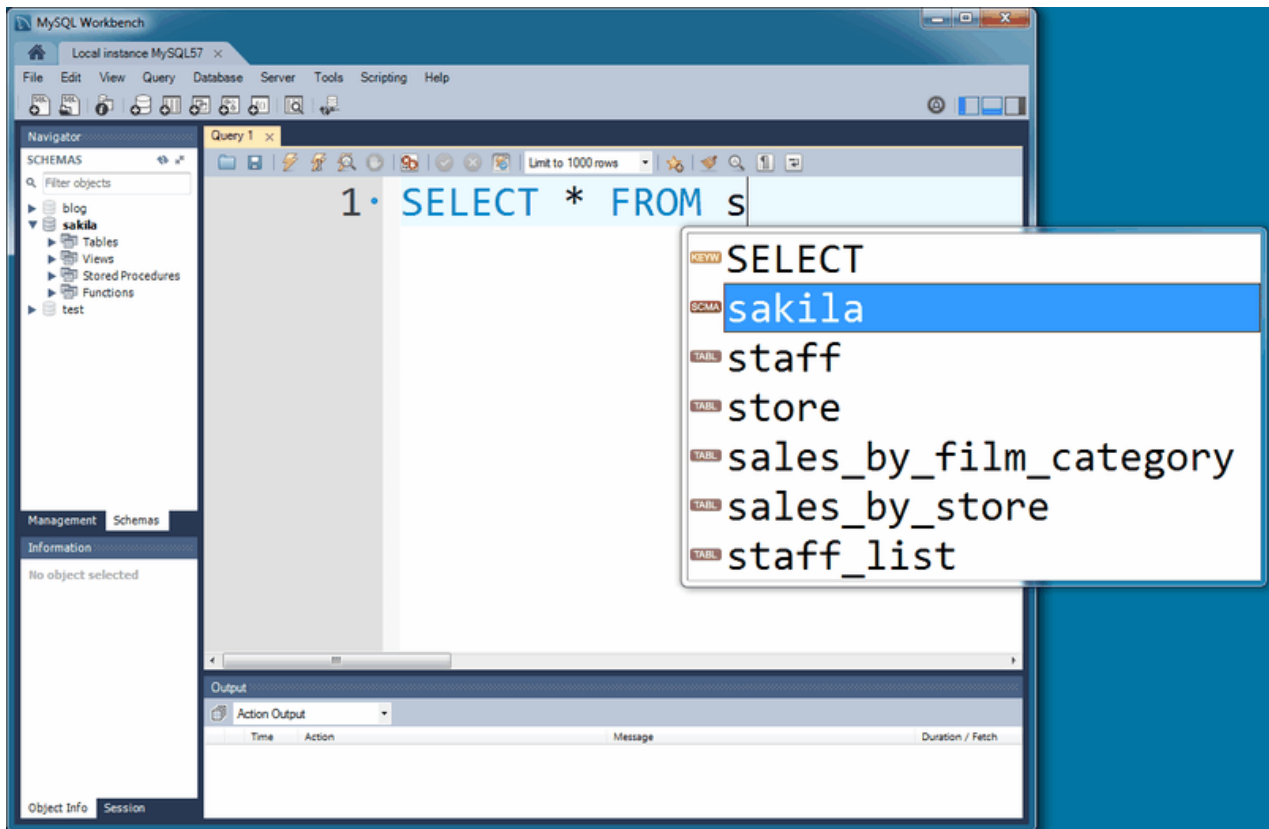 MySQL Workbench
Local instance MySQL57 ×
File Edit View Query Database Server Tools Scripting Help
Navigator
SCHEMAS
Filter objects
blog
sakila
Tables
Views
Stored Procedures
Functions
test
Management Schemas
Information
No object selected
Object Info Session
Query 1 ×
Limit to 1000 rows
1 SELECT * FROM s
KEYW SELECT
SCMA sakila
TABL staff
TABL store
TABL sales_by_film_category
TABL sales_by_store
TABL staff_list
Output
Action Output
Time Action Message Duration / Fetch